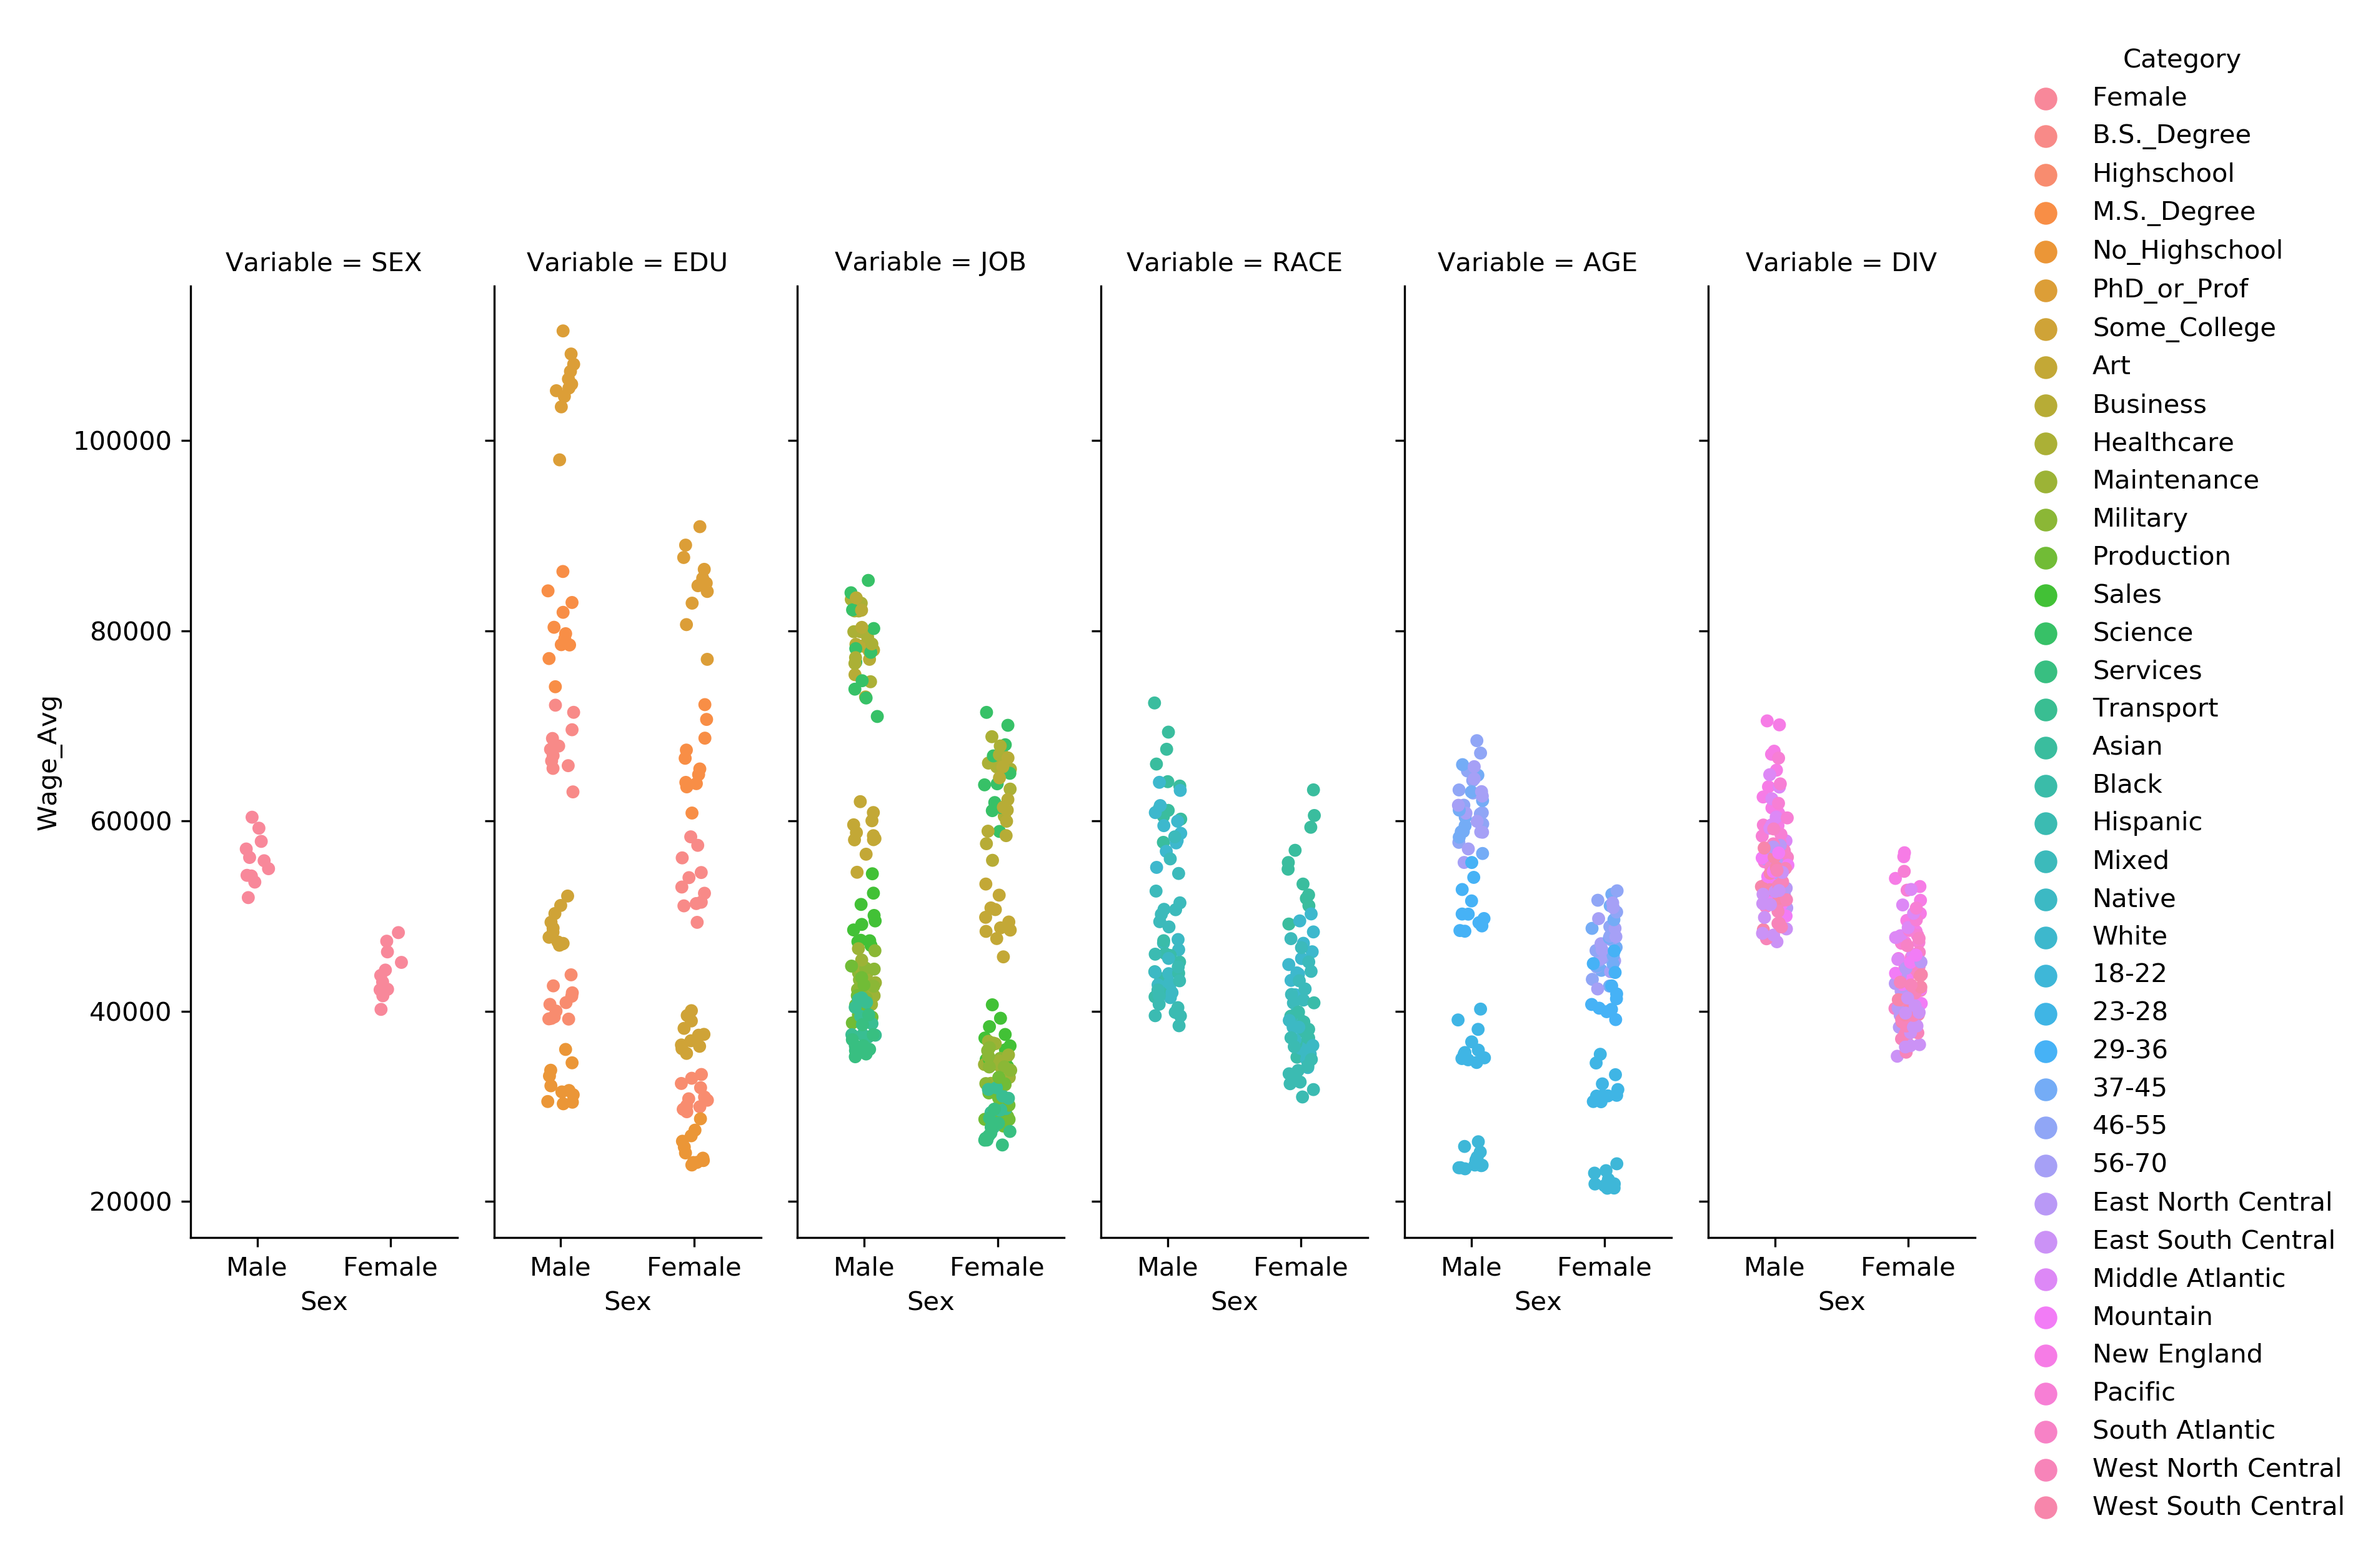 Category
Female
B.S._Degree
Highschool
M.S._Degree
No_Highschool
PhD_or_Prof
Some_College
Art
Business
Healthcare
Maintenance
Military
Production
Sales
Science
Services
Transport
Asian
Black
Hispanic
Mixed
Native
White
18-22
23-28
29-36
37-45
46-55
56-70
East North Central
East South Central
Middle Atlantic
Mountain
New England
Pacific
South Atlantic
West North Central
West South Central
Variable = SEX
Variable = EDU
Variable = JOB
Variable = RACE
Variable = AGE
Variable = DIV
Wage_Avg
100000
80000
60000
40000
20000
Male Female
Male Female
Male Female
Male Female
Male Female
Male Female
Sex
Sex
Sex
Sex
Sex
Sex